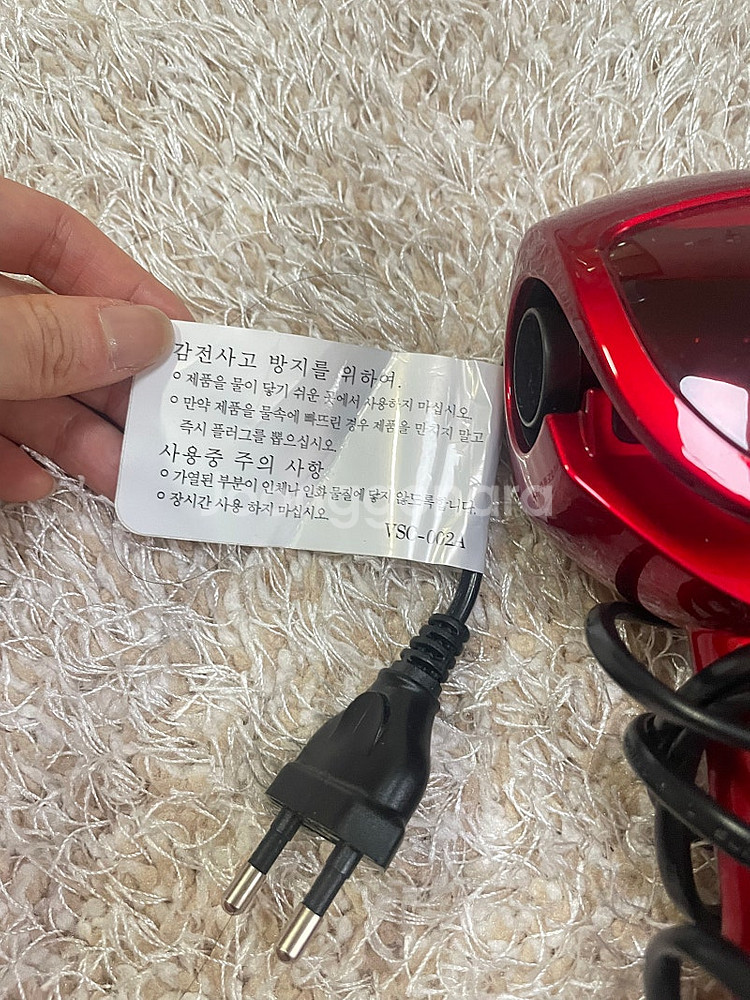 감전사고 방지를 위하여.
○ 제품을 물이 닿기 쉬운 곳에서 사용하지 마십시오.
○ 만약 제품을 물속에 빠뜨린 경우 제품을 만지지 말고
즉시 플러그를 뽑으십시오.
사용중 주의 사항
○ 가열된 부분이 인체나 인화 물질에 닿지 않도록합니다.
○ 장시간 사용 하지 마십시오.
VSC-002A